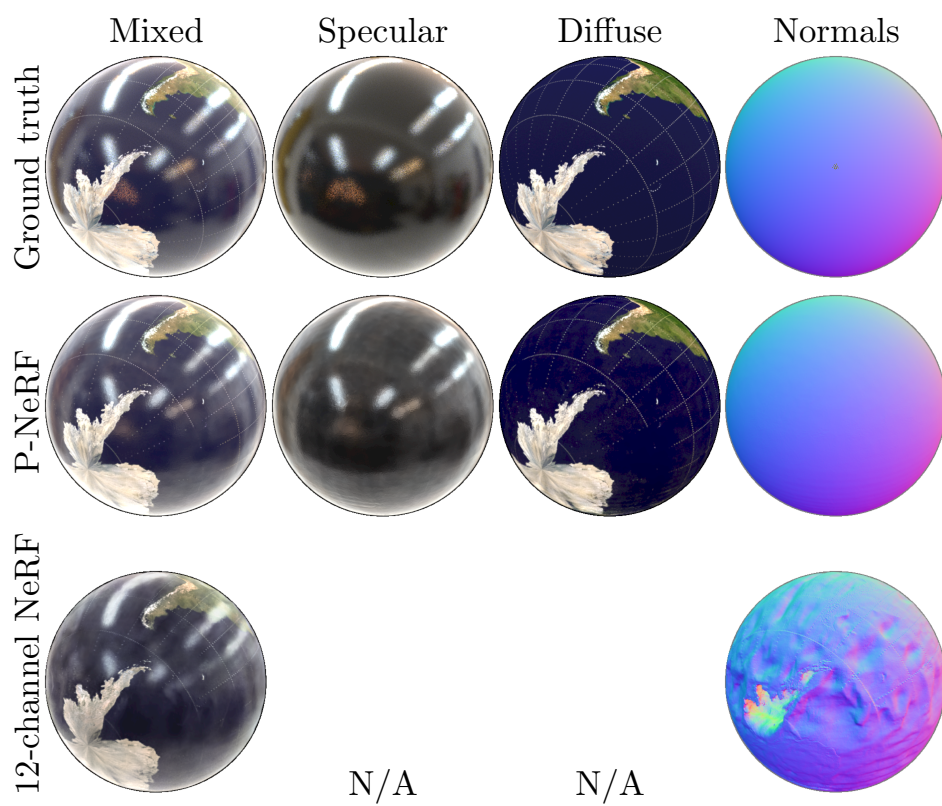 Mixed Specular Diffuse Normals
Ground truth
P-NeRF
12-channel NeRF
N/A N/A